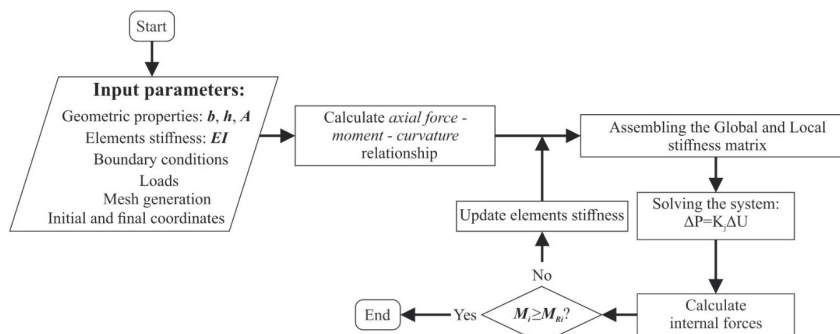 Start
Input parameters:
Geometric properties: b, h, A
Elements stiffness: EI
Boundary conditions
Loads
Mesh generation
Initial and final coordinates
Calculate axial force -
moment - curvature
relationship
Assembling the Global and Local
stiffness matrix
Solving the system:
ΔP=KⱼΔU
Calculate
internal forces
Mᵢ≥M_Ri?
No
Update elements stiffness
Yes
End